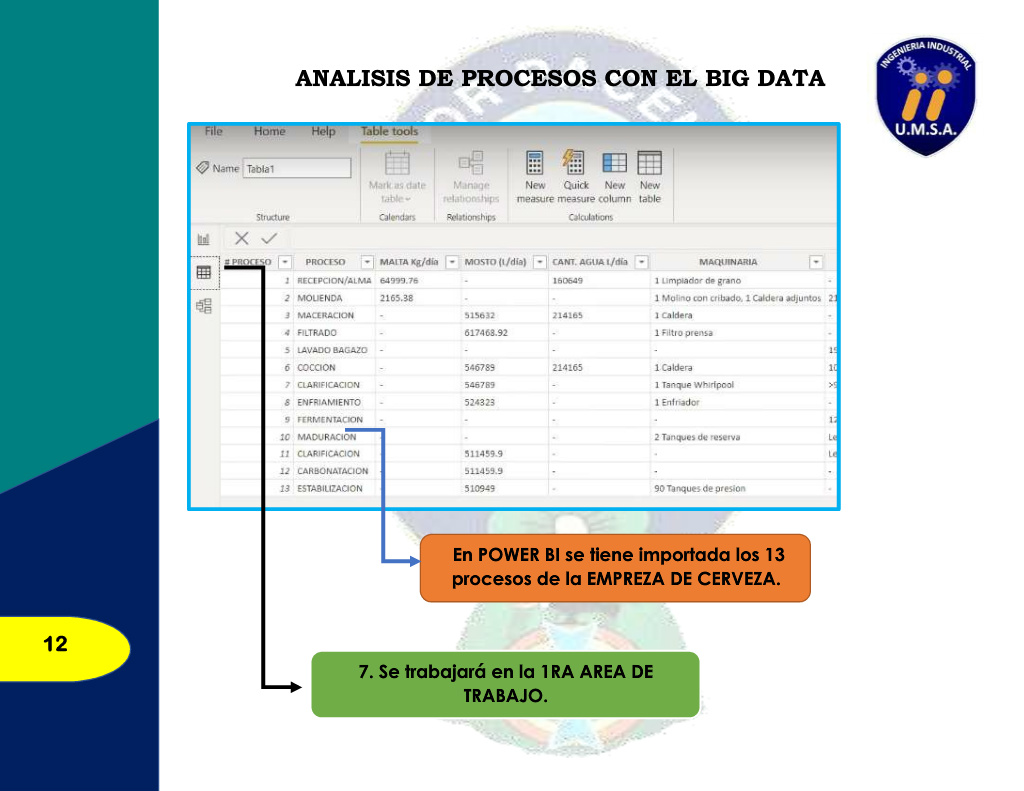 ANALISIS DE PROCESOS CON EL BIG DATA
INGENIERIA INDUSTRIAL
U.M.S.A.
File Home Help Table tools
Name Tabla1
Mark as date table
Manage relationships
New measure
Quick measure
New column
New table
Structure Calendars Relationships Calculations
# PROCESO PROCESO MALTA Kg/día MOSTO (L/día) CANT. AGUA L/día MAQUINARIA
1 RECEPCION/ALMA 64999.76 - 160649 1 Limpiador de grano -
2 MOLIENDA 2165.38 - - 1 Molino con cribado, 1 Caldera adjuntos 21
3 MACERACION - 515632 214165 1 Caldera -
4 FILTRADO - 617468.92 - 1 Filtro prensa -
5 LAVADO BAGAZO - - - - 19
6 COCCION - 546789 214165 1 Caldera 10
7 CLARIFICACION - 546789 - 1 Tanque Whirlpool >9
8 ENFRIAMIENTO - 524323 - 1 Enfriador -
9 FERMENTACION - - - - 12
10 MADURACION - - - 2 Tanques de reserva Le
11 CLARIFICACION - 511459.9 - - Le
12 CARBONATACION - 511459.9 - - -
13 ESTABILIZACION - 510949 - 90 Tanques de presion -
En POWER BI se tiene importada los 13
procesos de la EMPREZA DE CERVEZA.
12
7. Se trabajará en la 1RA AREA DE
TRABAJO.